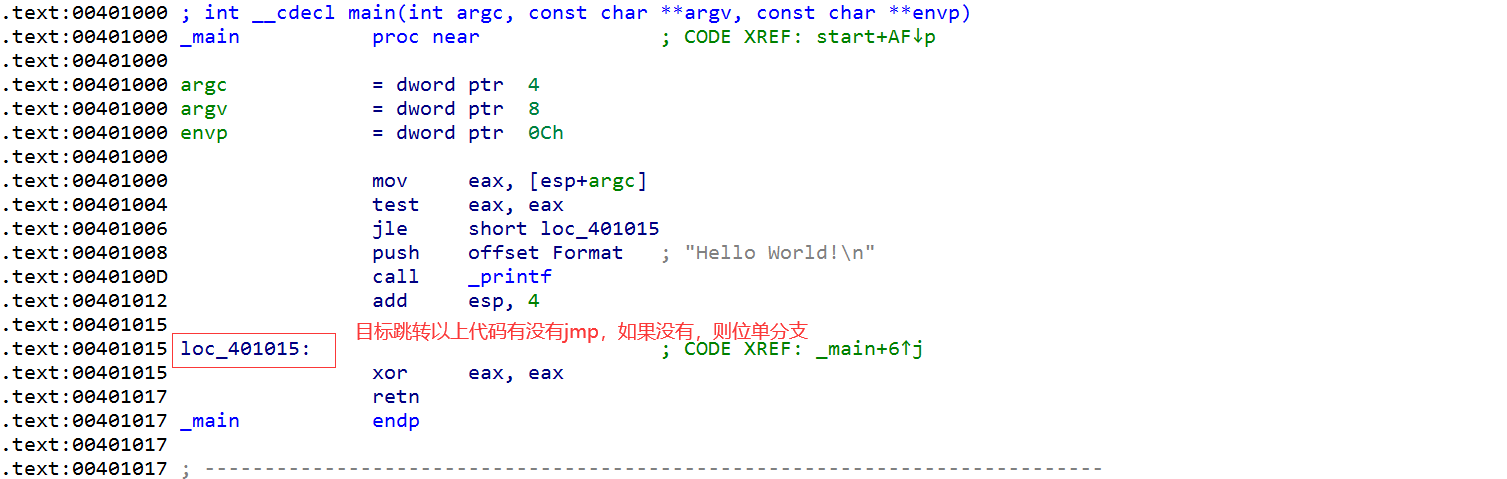 .text:00401000 ; int __cdecl main(int argc, const char **argv, const char **envp)
.text:00401000 _main proc near ; CODE XREF: start+AF↓p
.text:00401000
.text:00401000 argc = dword ptr 4
.text:00401000 argv = dword ptr 8
.text:00401000 envp = dword ptr 0Ch
.text:00401000
.text:00401000 mov eax, [esp+argc]
.text:00401004 test eax, eax
.text:00401006 jle short loc_401015
.text:00401008 push offset Format ; "Hello World!\n"
.text:0040100D call _printf
.text:00401012 add esp, 4
.text:00401015
目标跳转以上代码有没有jmp，如果没有，则位单分支
.text:00401015 loc_401015: ; CODE XREF: _main+6↑j
.text:00401015 xor eax, eax
.text:00401017 retn
.text:00401017 _main endp
.text:00401017
.text:00401017 ; ---------------------------------------------------------------------------